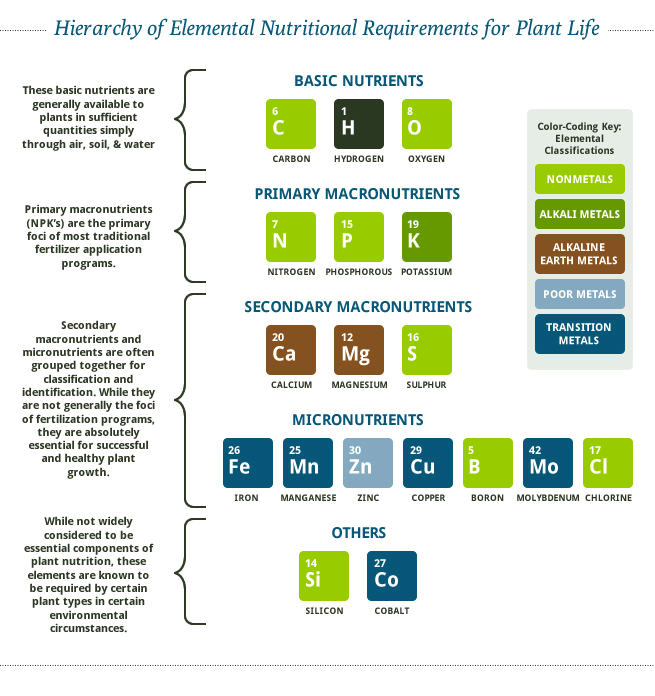 Hierarchy of Elemental Nutritional Requirements for Plant Life
These basic nutrients are
generally available to
plants in sufficient
quantities simply
through air, soil, & water
BASIC NUTRIENTS
6
C
CARBON
1
H
HYDROGEN
8
O
OXYGEN
Color-Coding Key:
Elemental
Classifications
NONMETALS
ALKALI METALS
ALKALINE
EARTH METALS
POOR METALS
TRANSITION
METALS
Primary macronutrients
(NPK's) are the primary
foci of most traditional
fertilizer application
programs.
PRIMARY MACRONUTRIENTS
7
N
NITROGEN
15
P
PHOSPHOROUS
19
K
POTASSIUM
Secondary
macronutrients and
micronutrients are often
grouped together for
classification and
identification. While they
are not generally the foci
of fertilization programs,
they are absolutely
essential for successful
and healthy plant
growth.
SECONDARY MACRONUTRIENTS
20
Ca
CALCIUM
12
Mg
MAGNESIUM
16
S
SULPHUR
MICRONUTRIENTS
26
Fe
IRON
25
Mn
MANGANESE
30
Zn
ZINC
29
Cu
COPPER
5
B
BORON
42
Mo
MOLYBDENUM
17
Cl
CHLORINE
While not widely
considered to be
essential components of
plant nutrition, these
elements are known to
be required by certain
plant types in certain
environmental
circumstances.
OTHERS
14
Si
SILICON
27
Co
COBALT